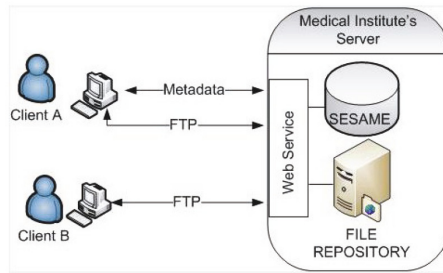 Medical Institute's
Server
Client A
Metadata
FTP
Web Service
SESAME
Client B
FTP
FILE
REPOSITORY